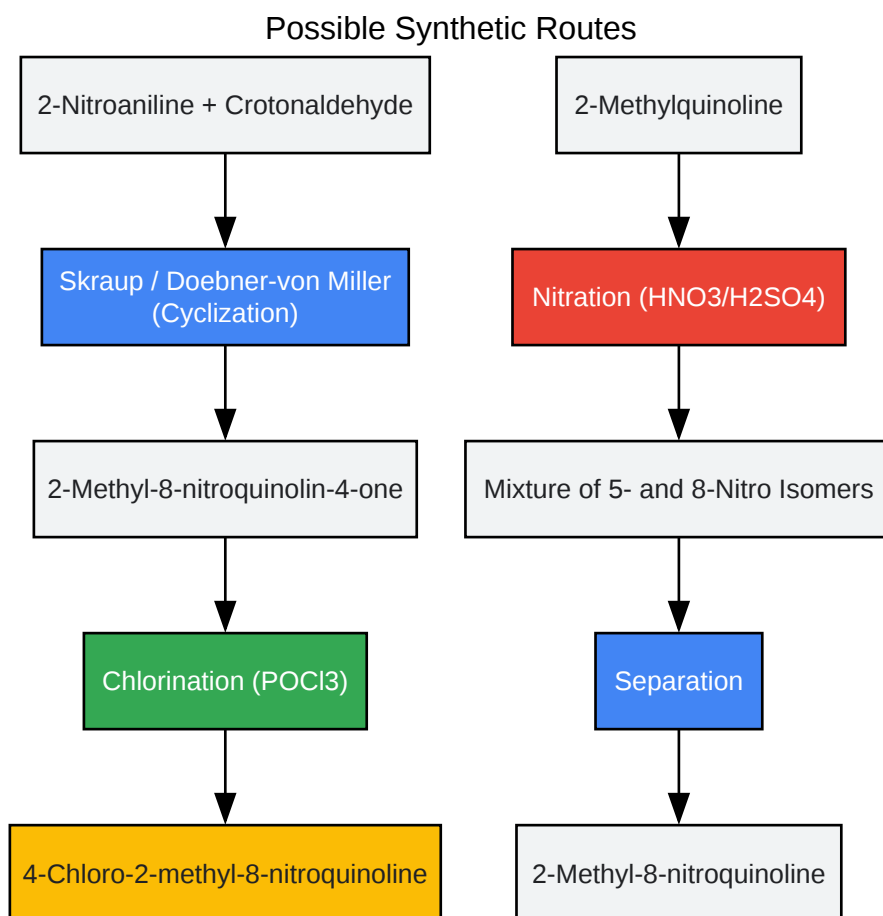 Possible Synthetic Routes
2-Nitroaniline + Crotonaldehyde
2-Methylquinoline
Skraup / Doebner-von Miller
(Cyclization)
Nitration (HNO3/H2SO4)
2-Methyl-8-nitroquinolin-4-one
Mixture of 5- and 8-Nitro Isomers
Chlorination (POCl3)
Separation
4-Chloro-2-methyl-8-nitroquinoline
2-Methyl-8-nitroquinoline